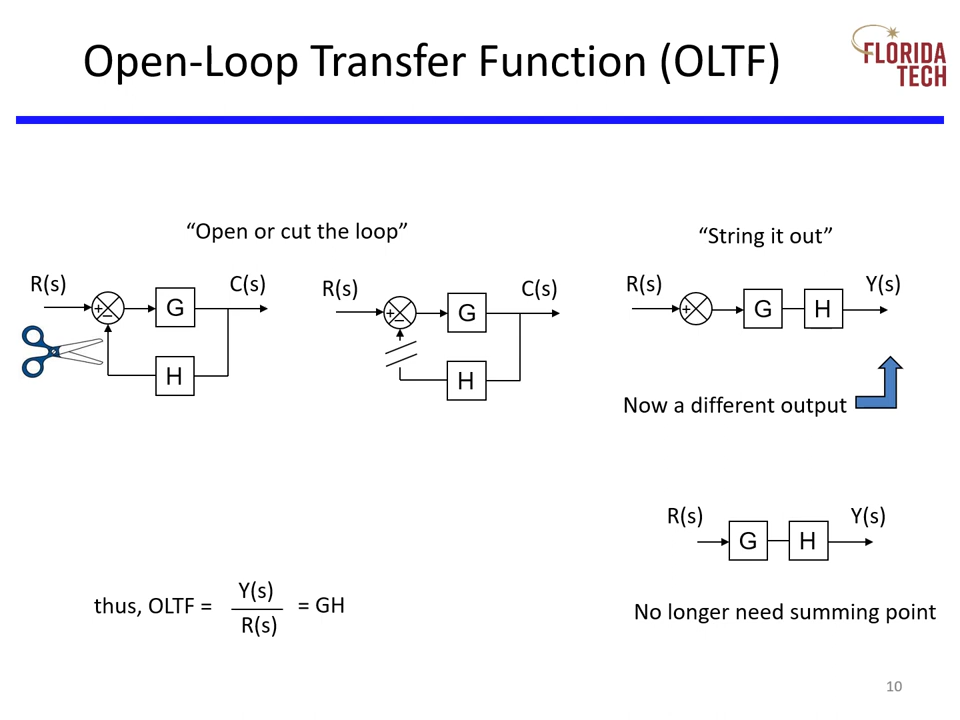 Open-Loop Transfer Function (OLTF)
FLORIDA
TECH
“Open or cut the loop”
“String it out”
R(s)
+
−
G
C(s)
H
R(s)
+
−
G
C(s)
H
R(s)
+
G
H
Y(s)
Now a different output
R(s)
G
H
Y(s)
thus, OLTF = Y(s) / R(s) = GH
No longer need summing point
10